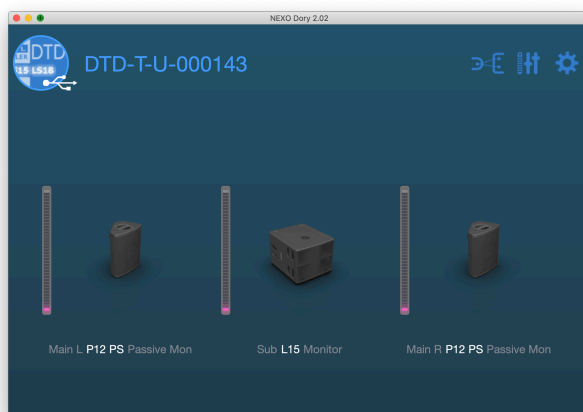 NEXO Dory 2.02
DTD
15 LS18
DTD-T-U-000143
Main L P12 PS Passive Mon
Sub L15 Monitor
Main R P12 PS Passive Mon